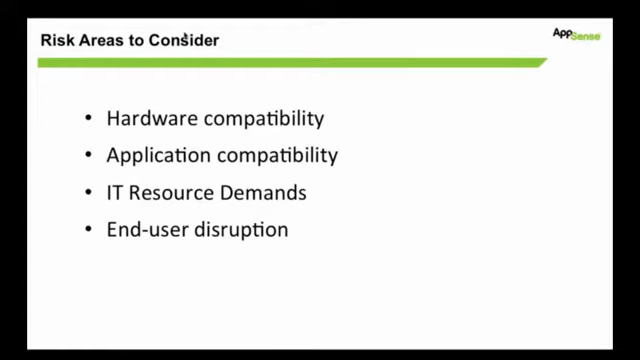 Risk Areas to Consider
AppSense
• Hardware compatibility
• Application compatibility
• IT Resource Demands
• End-user disruption